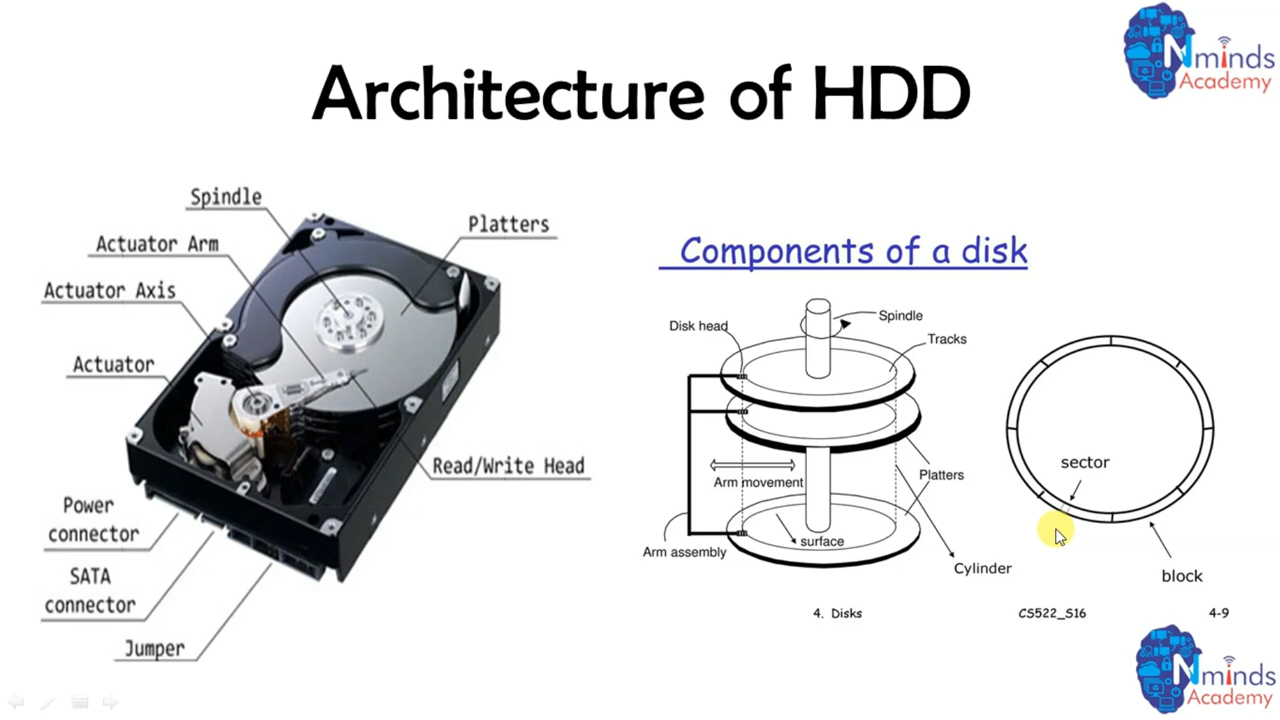 Nminds
Academy
Architecture of HDD
Spindle
Platters
Actuator Arm
Actuator Axis
Actuator
Read/Write Head
Power
connector
SATA
connector
Jumper
Components of a disk
Spindle
Disk head
Tracks
Platters
Arm movement
surface
Arm assembly
Cylinder
sector
block
4. Disks
CS522_S16
4-9
Nminds
Academy